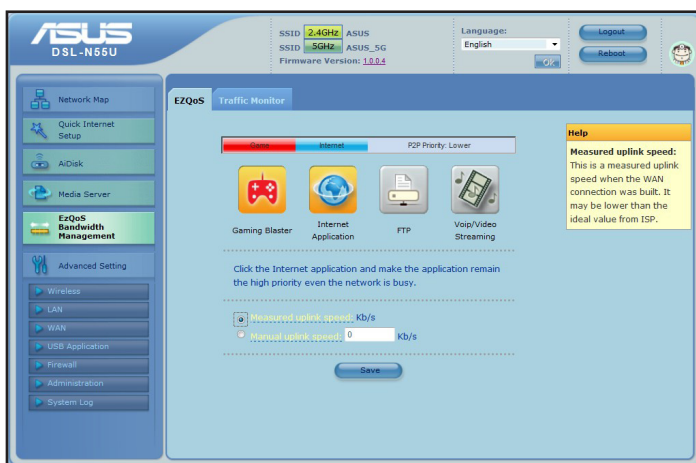 ASUS
DSL-N55U
SSID 2.4GHz ASUS
SSID 5GHz ASUS_5G
Firmware Version: 1.0.0.4
Language:
English
OK
Logout
Reboot
Network Map
Quick Internet
Setup
AiDisk
Media Server
EzQoS
Bandwidth
Management
Advanced Setting
Wireless
LAN
WAN
USB Application
Firewall
Administration
System Log
EZQoS
Traffic Monitor
Game
Internet
P2P Priority: Lower
Gaming Blaster
Internet
Application
FTP
Voip/Video
Streaming
Click the Internet application and make the application remain
the high priority even the network is busy.
Measured uplink speed: Kb/s
Manual uplink speed: 0 Kb/s
Save
Help
Measured uplink speed:
This is a measured uplink
speed when the WAN
connection was built. It
may be lower than the
ideal value from ISP.